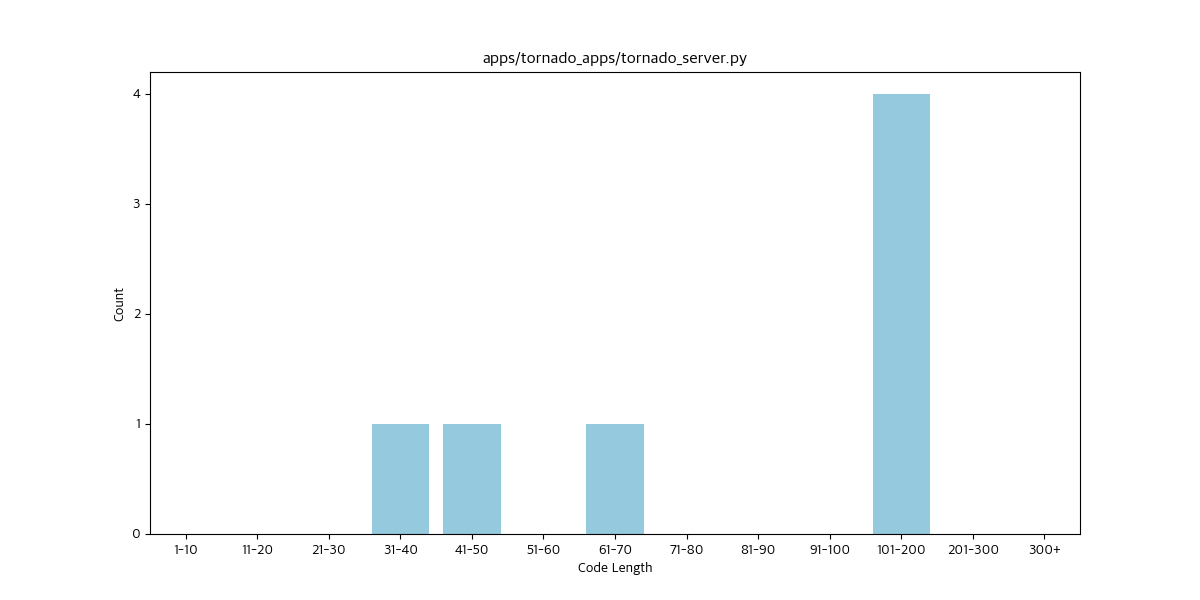 apps/tornado_apps/tornado_server.py
4
3
2
1
0
Count
1-10 11-20 21-30 31-40 41-50 51-60 61-70 71-80 81-90 91-100 101-200 201-300 300+
Code Length